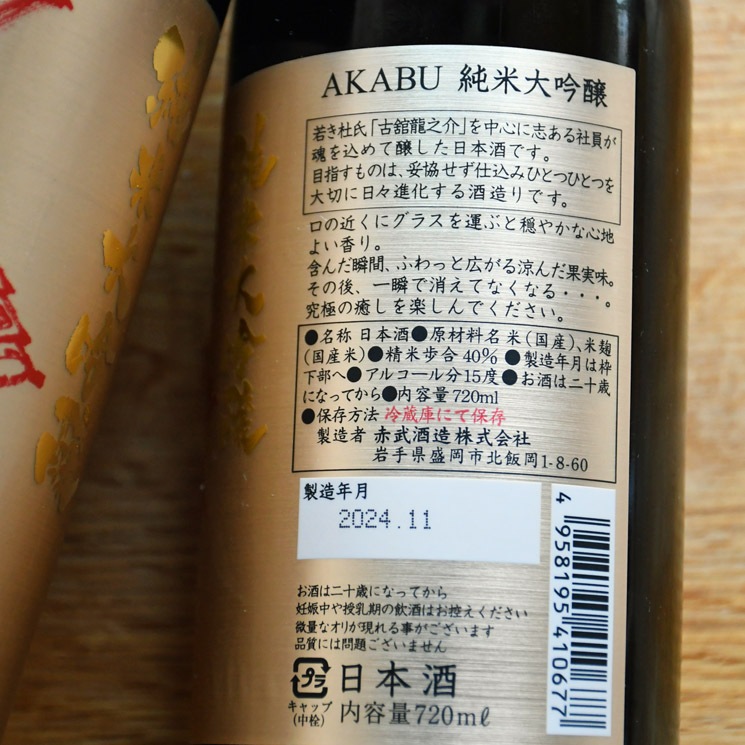 AKABU 純米大吟醸
若き杜氏「古舘龍之介」を中心に志ある社員が
魂を込めて醸した日本酒です。
目指すものは、妥協せず仕込みひとつひとつを
大切に日々進化する酒造りです。
口の近くにグラスを運ぶと穏やかな心地
よい香り。
含んだ瞬間、ふわっと広がる涼んだ果実味。
その後、一瞬で消えてなくなる・・・。
究極の癒しを楽しんでください。
●名称 日本酒●原材料名 米(国産)、米麹
(国産米)●精米歩合 40% ●製造年月は枠
下部へ●アルコール分15度●お酒は二十歳
になってから●内容量720ml
●保存方法 冷蔵庫にて保存
製造者 赤武酒造株式会社
岩手県盛岡市北飯岡1-8-60
製造年月
2024.11
4 958195 410677
お酒は二十歳になってから
妊娠中や授乳期の飲酒はお控えください
微量なオリが現れる事がございます
品質には問題ございません
プラ
キャップ
(中栓)
日本酒
内容量720mℓ